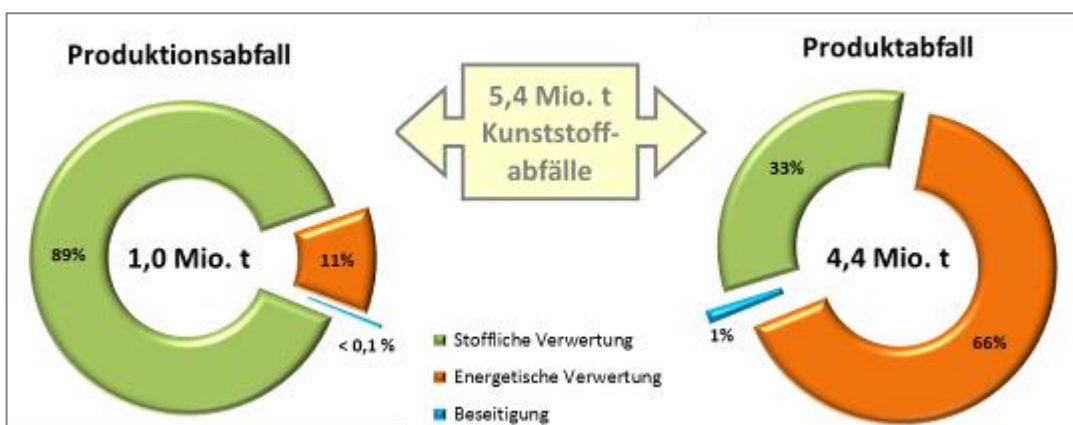 Produktionsabfall
89%
1,0 Mio. t
11%
< 0,1 %
5,4 Mio. t
Kunststoff-
abfälle
Produktabfall
33%
4,4 Mio. t
1%
66%
Stoffliche Verwertung
Energetische Verwertung
Beseitigung